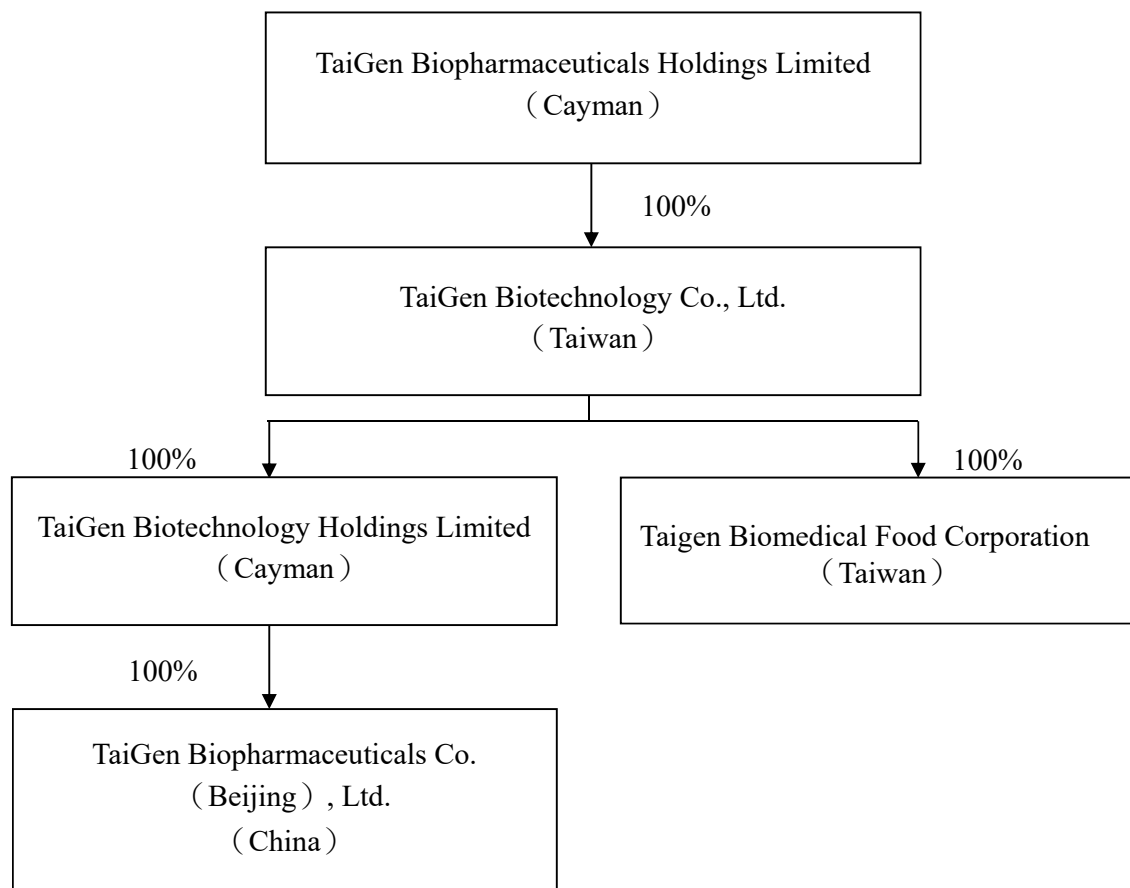 TaiGen Biopharmaceuticals Holdings Limited
（Cayman）
100%
TaiGen Biotechnology Co., Ltd.
（Taiwan）
100%
100%
TaiGen Biotechnology Holdings Limited
（Cayman）
Taigen Biomedical Food Corporation
（Taiwan）
100%
TaiGen Biopharmaceuticals Co.
（Beijing）, Ltd.
（China）